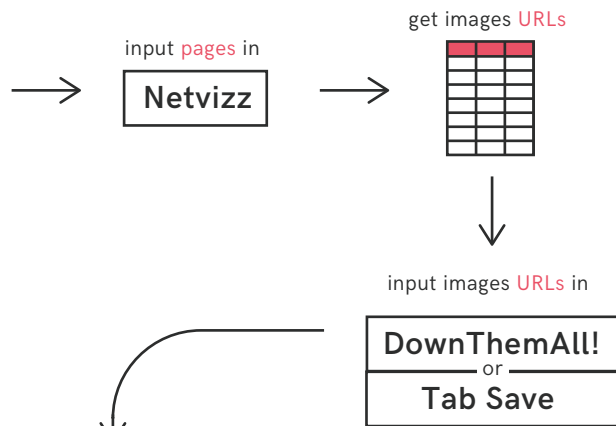 get images URLs
input pages in
Netvizz
input images URLs in
DownThemAll!
or
Tab Save